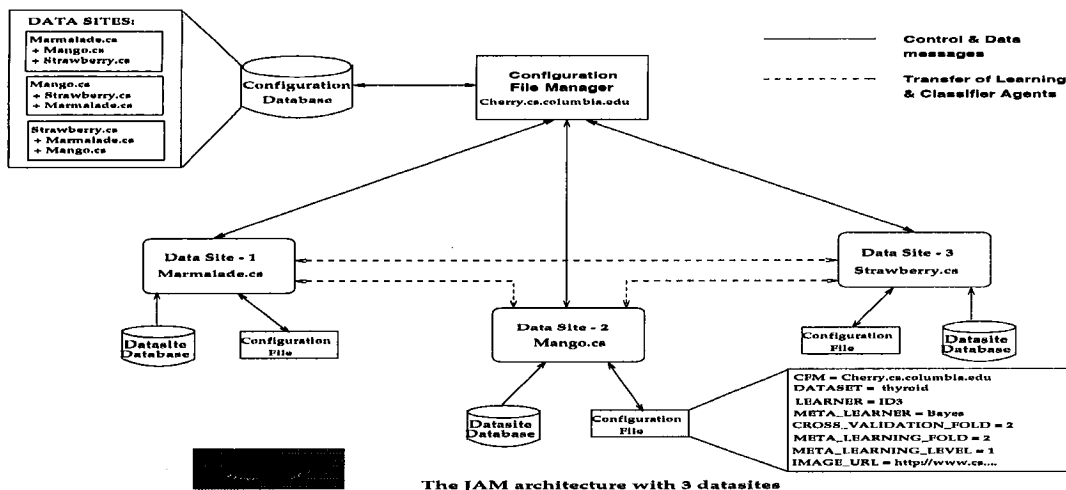 DATA SITES:
Marmalade.cs
+ Mango.cs
+ Strawberry.cs
Mango.cs
+ Strawberry.cs
+ Marmalade.cs
Strawberry.cs
+ Marmalade.cs
+ Mango.cs
Configuration
Database
Configuration
File Manager
Cherry.cs.columbia.edu
Control & Data
messages
Transfer of Learning
& Classifier Agents
Data Site - 1
Marmalade.cs
Data Site - 3
Strawberry.cs
Data Site - 2
Mango.cs
Datasite
Database
Configuration
File
Configuration
File
Datasite
Database
Datasite
Database
Configuration
File
CFM = Cherry.cs.columbia.edu
DATASET = thyroid
LEARNER = ID3
META_LEARNER = Bayes
CROSS_VALIDATION_FOLD = 2
META_LEARNING_FOLD = 2
META_LEARNING_LEVEL = 1
IMAGE_URL = http://www.cs....
The JAM architecture with 3 datasites